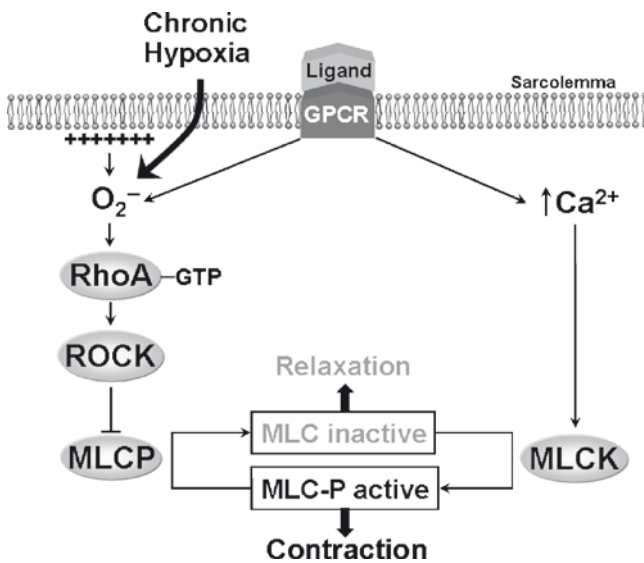 Chronic
Hypoxia
Ligand
GPCR
Sarcolemma
+++++++
O₂⁻
↑Ca²⁺
RhoA–GTP
ROCK
Relaxation
MLC inactive
MLCP
MLCK
MLC-P active
Contraction